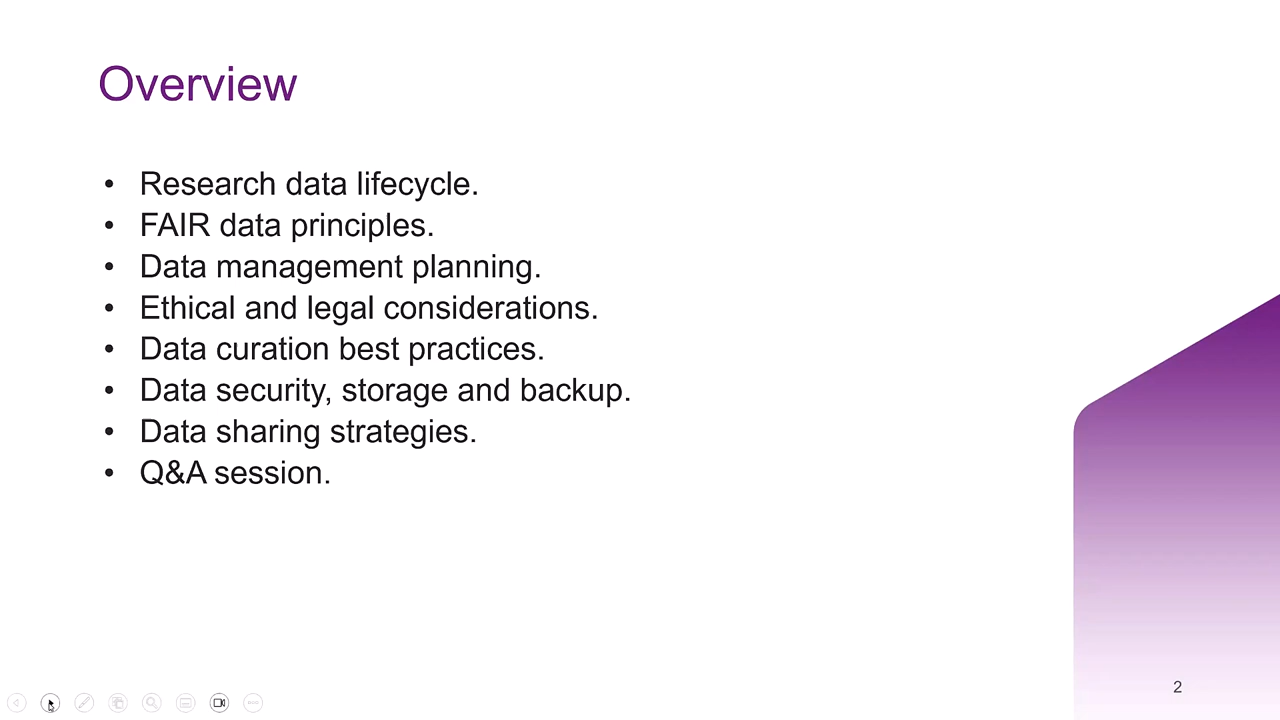 Overview
• Research data lifecycle.
• FAIR data principles.
• Data management planning.
• Ethical and legal considerations.
• Data curation best practices.
• Data security, storage and backup.
• Data sharing strategies.
• Q&A session.
2